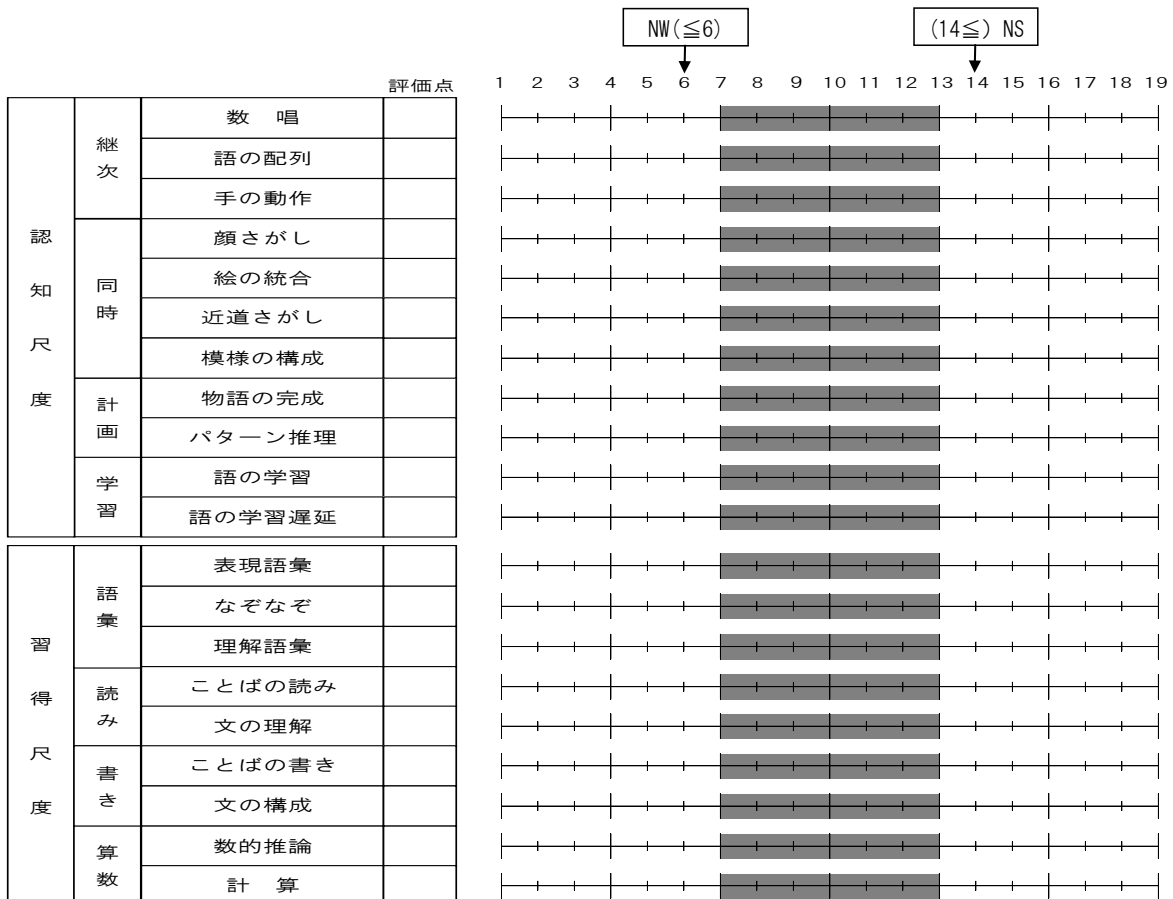 NW(≦6)
(14≦) NS
評価点
1 2 3 4 5 6 7 8 9 10 11 12 13 14 15 16 17 18 19
認知尺度
継次
数 唱
語の配列
手の動作
同時
顔さがし
絵の統合
近道さがし
模様の構成
計画
物語の完成
パターン推理
学習
語の学習
語の学習遅延
習得尺度
語彙
表現語彙
なぞなぞ
理解語彙
読み
ことばの読み
文の理解
書き
ことばの書き
文の構成
算数
数的推論
計 算